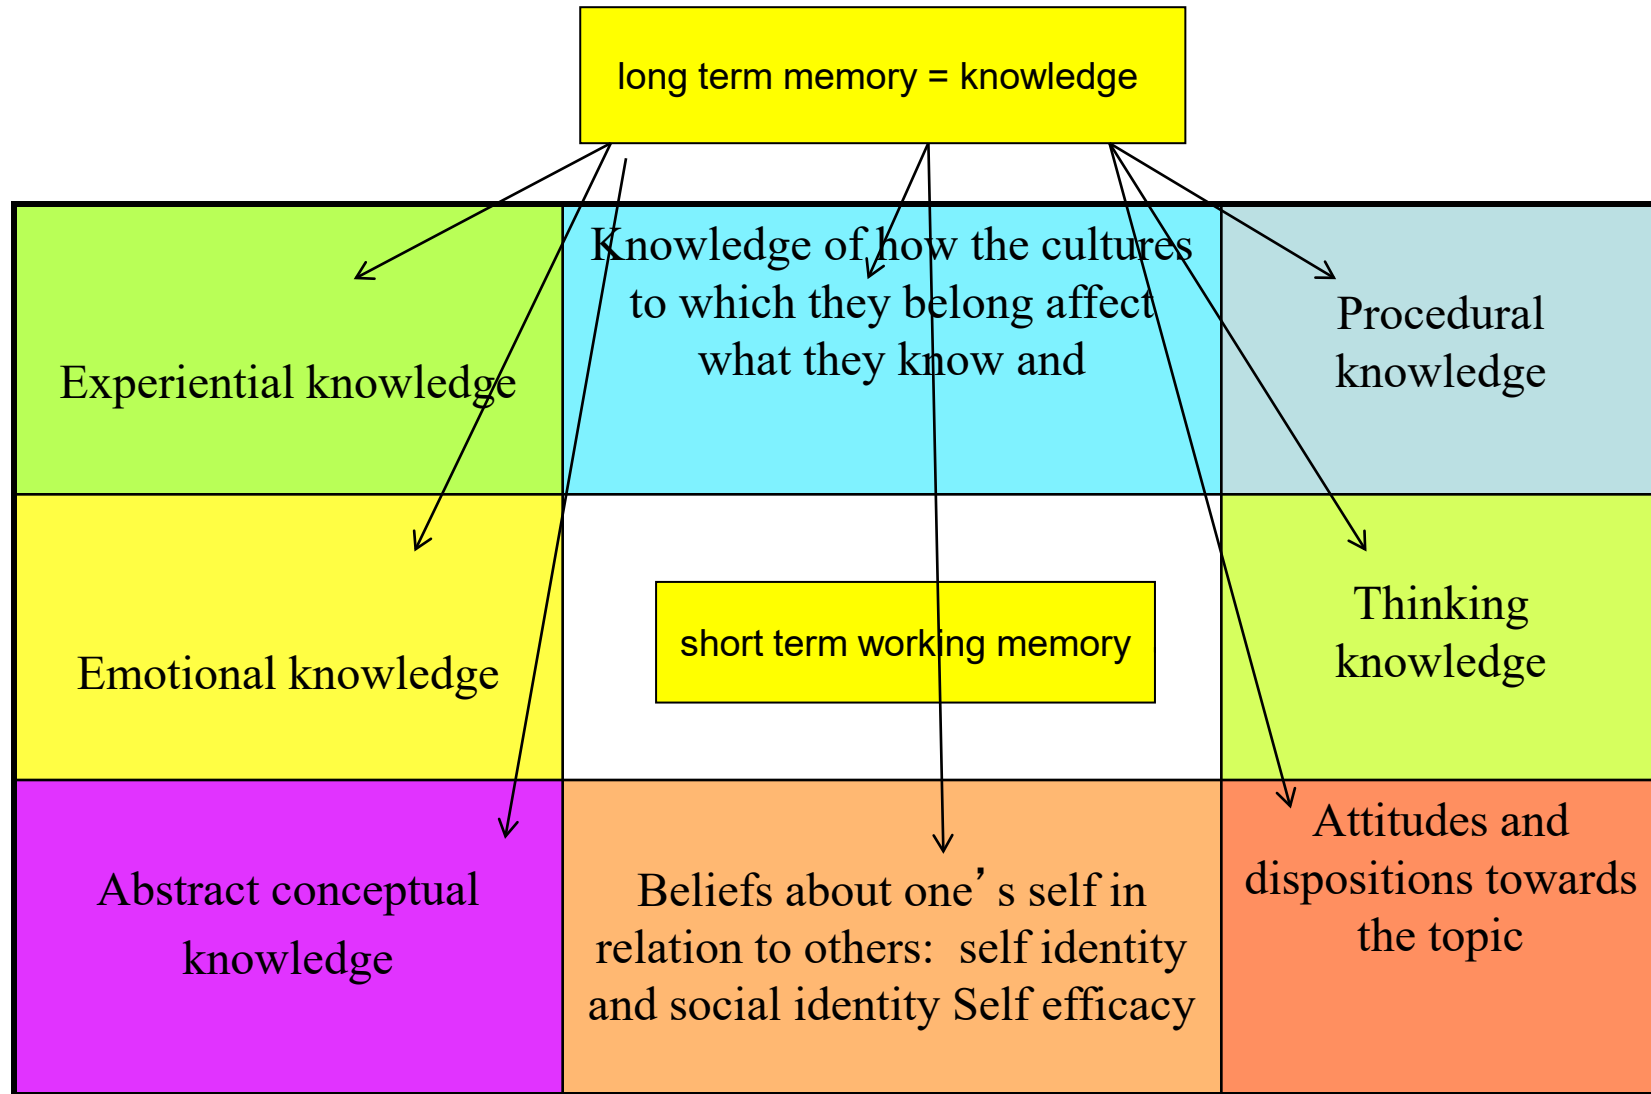 long term memory = knowledge
Knowledge of how the cultures
to which they belong affect
what they know and
Experiential knowledge
Procedural
knowledge
Emotional knowledge
short term working memory
Thinking
knowledge
Abstract conceptual
knowledge
Beliefs about one’s self in
relation to others:  self identity
and social identity Self efficacy
Attitudes and
dispositions towards
the topic